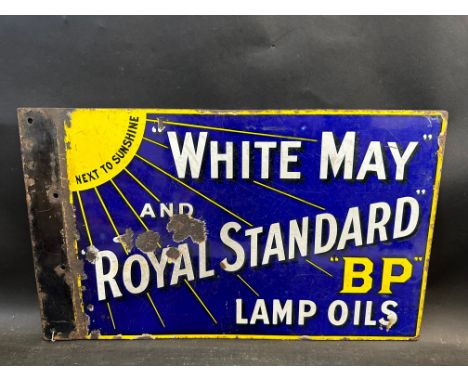 NEXT TO SUNSHINE
"WHITE MAY"
AND
"ROYAL STANDARD"
"BP"
LAMP OILS